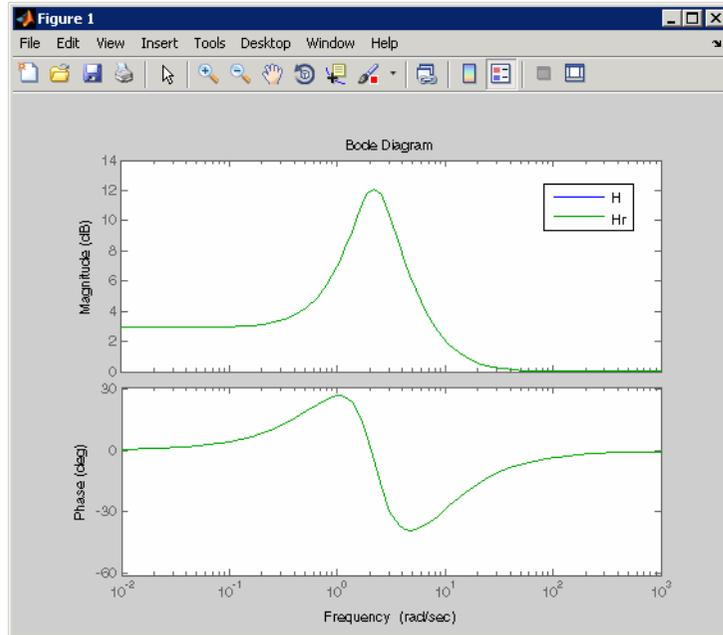 Figure 1
File Edit View Insert Tools Desktop Window Help
Bode Diagram
Magnitude (dB)
14
12
10
8
6
4
2
0
H
Hr
Phase (deg)
30
0
-30
-60
10^-2 10^-1 10^0 10^1 10^2 10^3
Frequency (rad/sec)